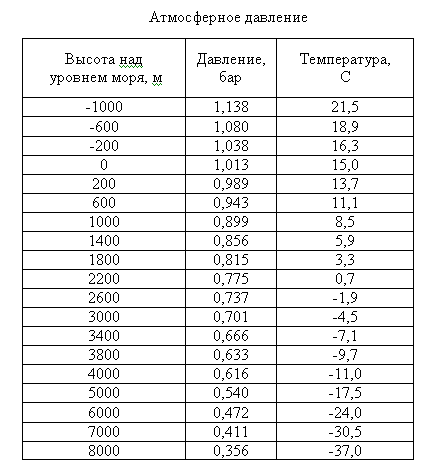 Атмосферное давление
Высота над уровнем моря, м Давление, бар Температура, С
-1000 1,138 21,5
-600 1,080 18,9
-200 1,038 16,3
0 1,013 15,0
200 0,989 13,7
600 0,943 11,1
1000 0,899 8,5
1400 0,856 5,9
1800 0,815 3,3
2200 0,775 0,7
2600 0,737 -1,9
3000 0,701 -4,5
3400 0,666 -7,1
3800 0,633 -9,7
4000 0,616 -11,0
5000 0,540 -17,5
6000 0,472 -24,0
7000 0,411 -30,5
8000 0,356 -37,0